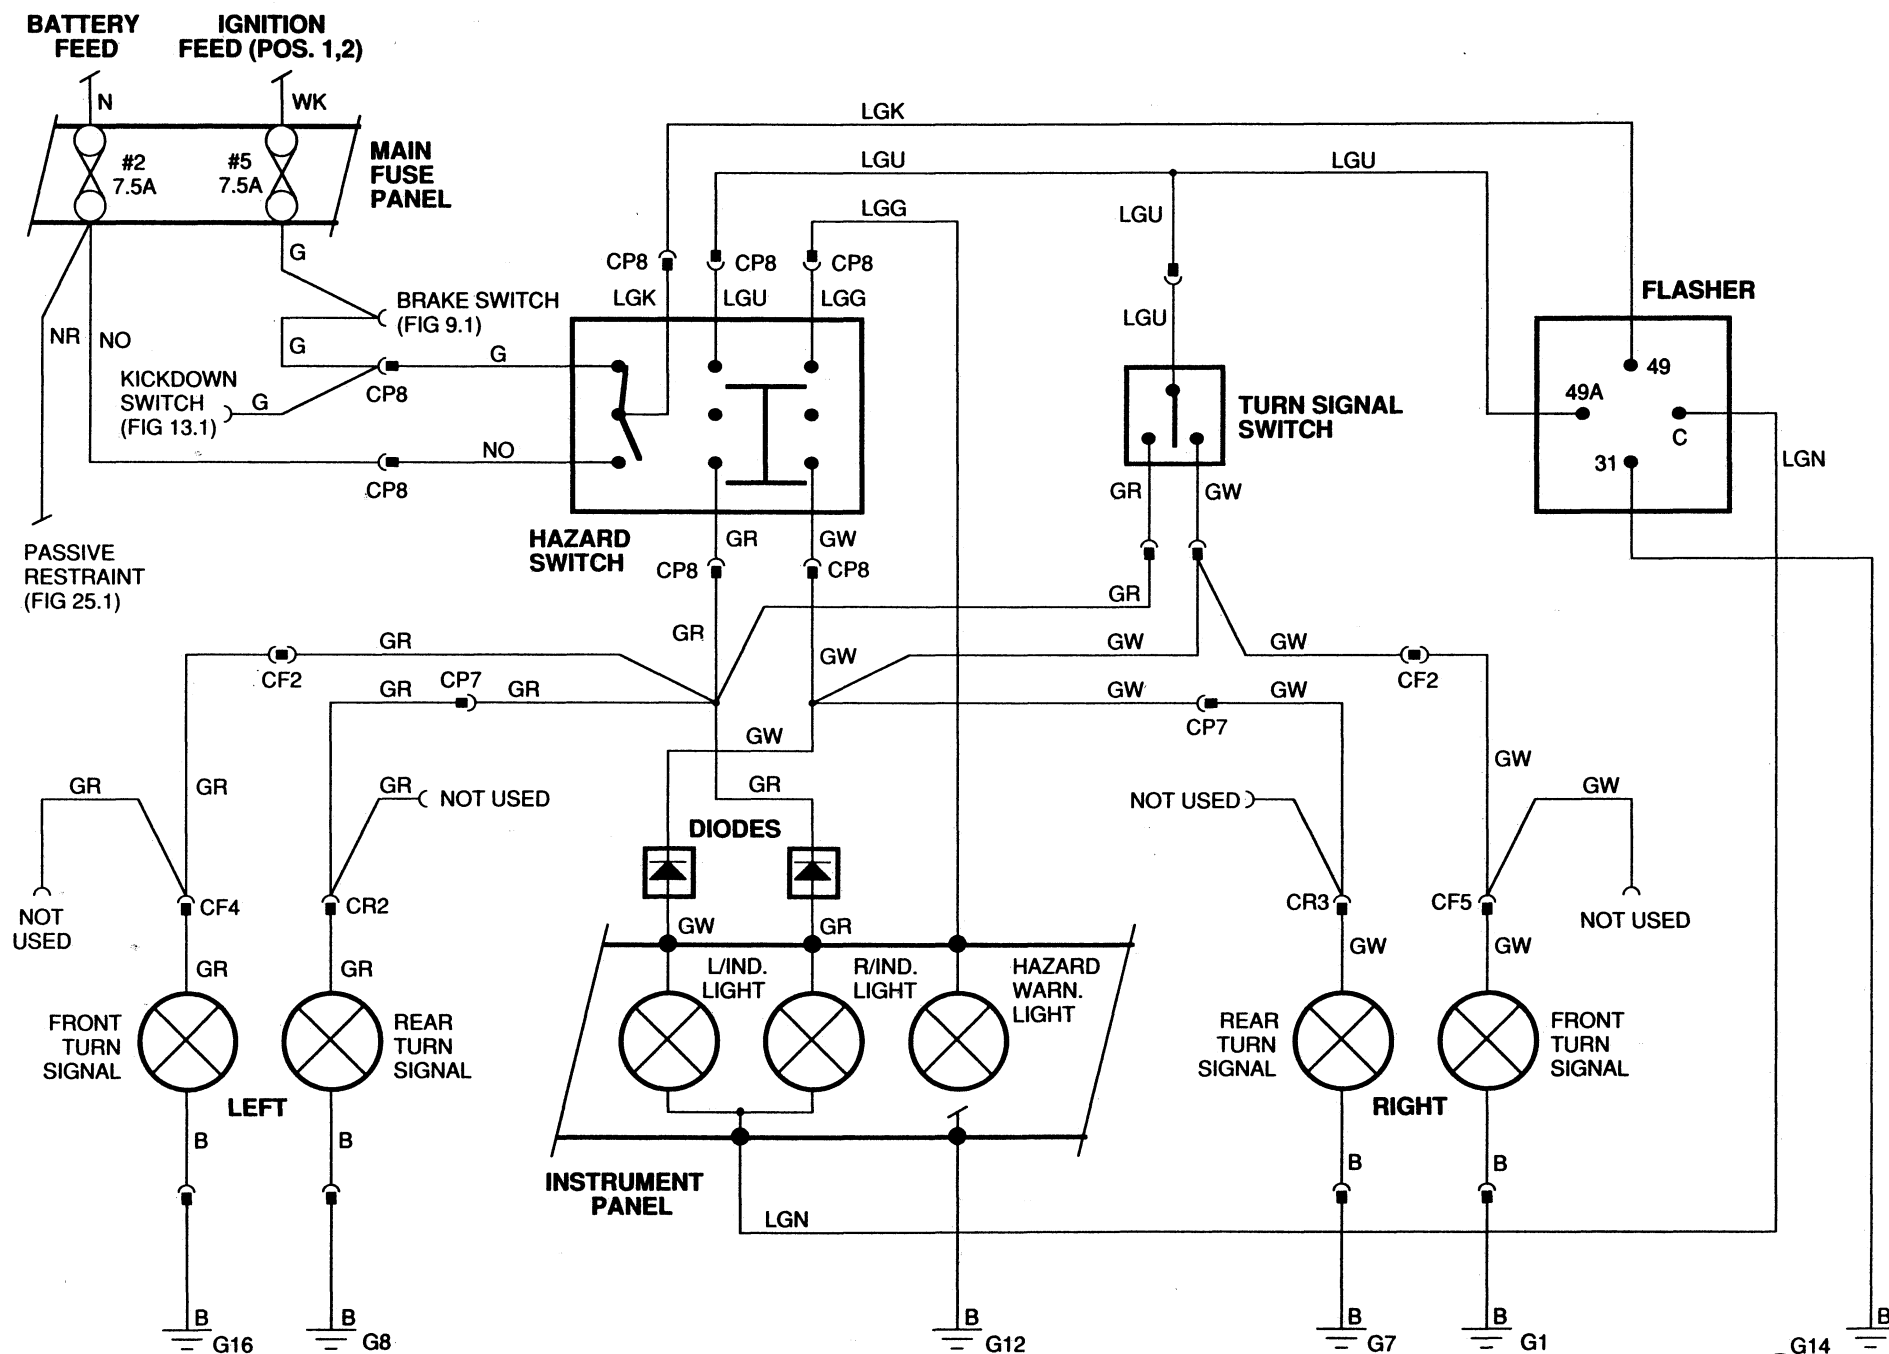 BATTERY
FEED
IGNITION
FEED (POS. 1,2)
N
WK
#2
7.5A
#5
7.5A
MAIN
FUSE
PANEL
LGK
LGU
LGU
LGG
G
LGU
CP8
CP8
CP8
BRAKE SWITCH
(FIG 9.1)
LGK
LGU
LGG
LGU
FLASHER
NR
NO
G
G
CP8
KICKDOWN
SWITCH
(FIG 13.1)
G
49
49A
C
31
TURN SIGNAL
SWITCH
LGN
NO
CP8
GR
GW
HAZARD
SWITCH
GR
GW
CP8
CP8
PASSIVE
RESTRAINT
(FIG 25.1)
GR
GR
GR
GW
GW
GW
CF2
CF2
GR
CP7
GR
GW
GW
CP7
GW
GW
GR
GR
GR
NOT USED
GR
NOT USED
GW
DIODES
NOT
USED
CF4
CR2
GW
GR
CR3
CF5
NOT USED
GR
GR
L/IND.
LIGHT
R/IND.
LIGHT
HAZARD
WARN.
LIGHT
GW
GW
FRONT
TURN
SIGNAL
REAR
TURN
SIGNAL
REAR
TURN
SIGNAL
FRONT
TURN
SIGNAL
LEFT
RIGHT
B
B
B
B
INSTRUMENT
PANEL
LGN
B
G16
B
G8
B
G12
B
G7
B
G1
B
G14